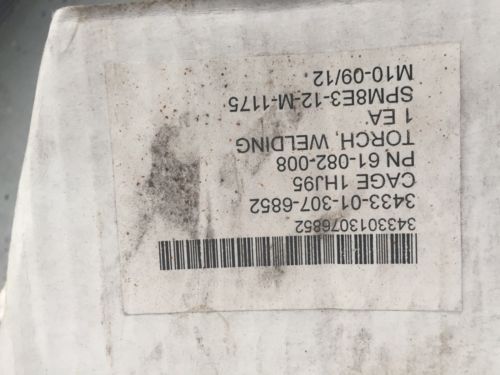 3433013076852
3433-01-307-6852
CAGE 1HJ95
PN 61-082-008
TORCH, WELDING
1 EA.
SPM8E3-12-M-1175
M10-09/12.